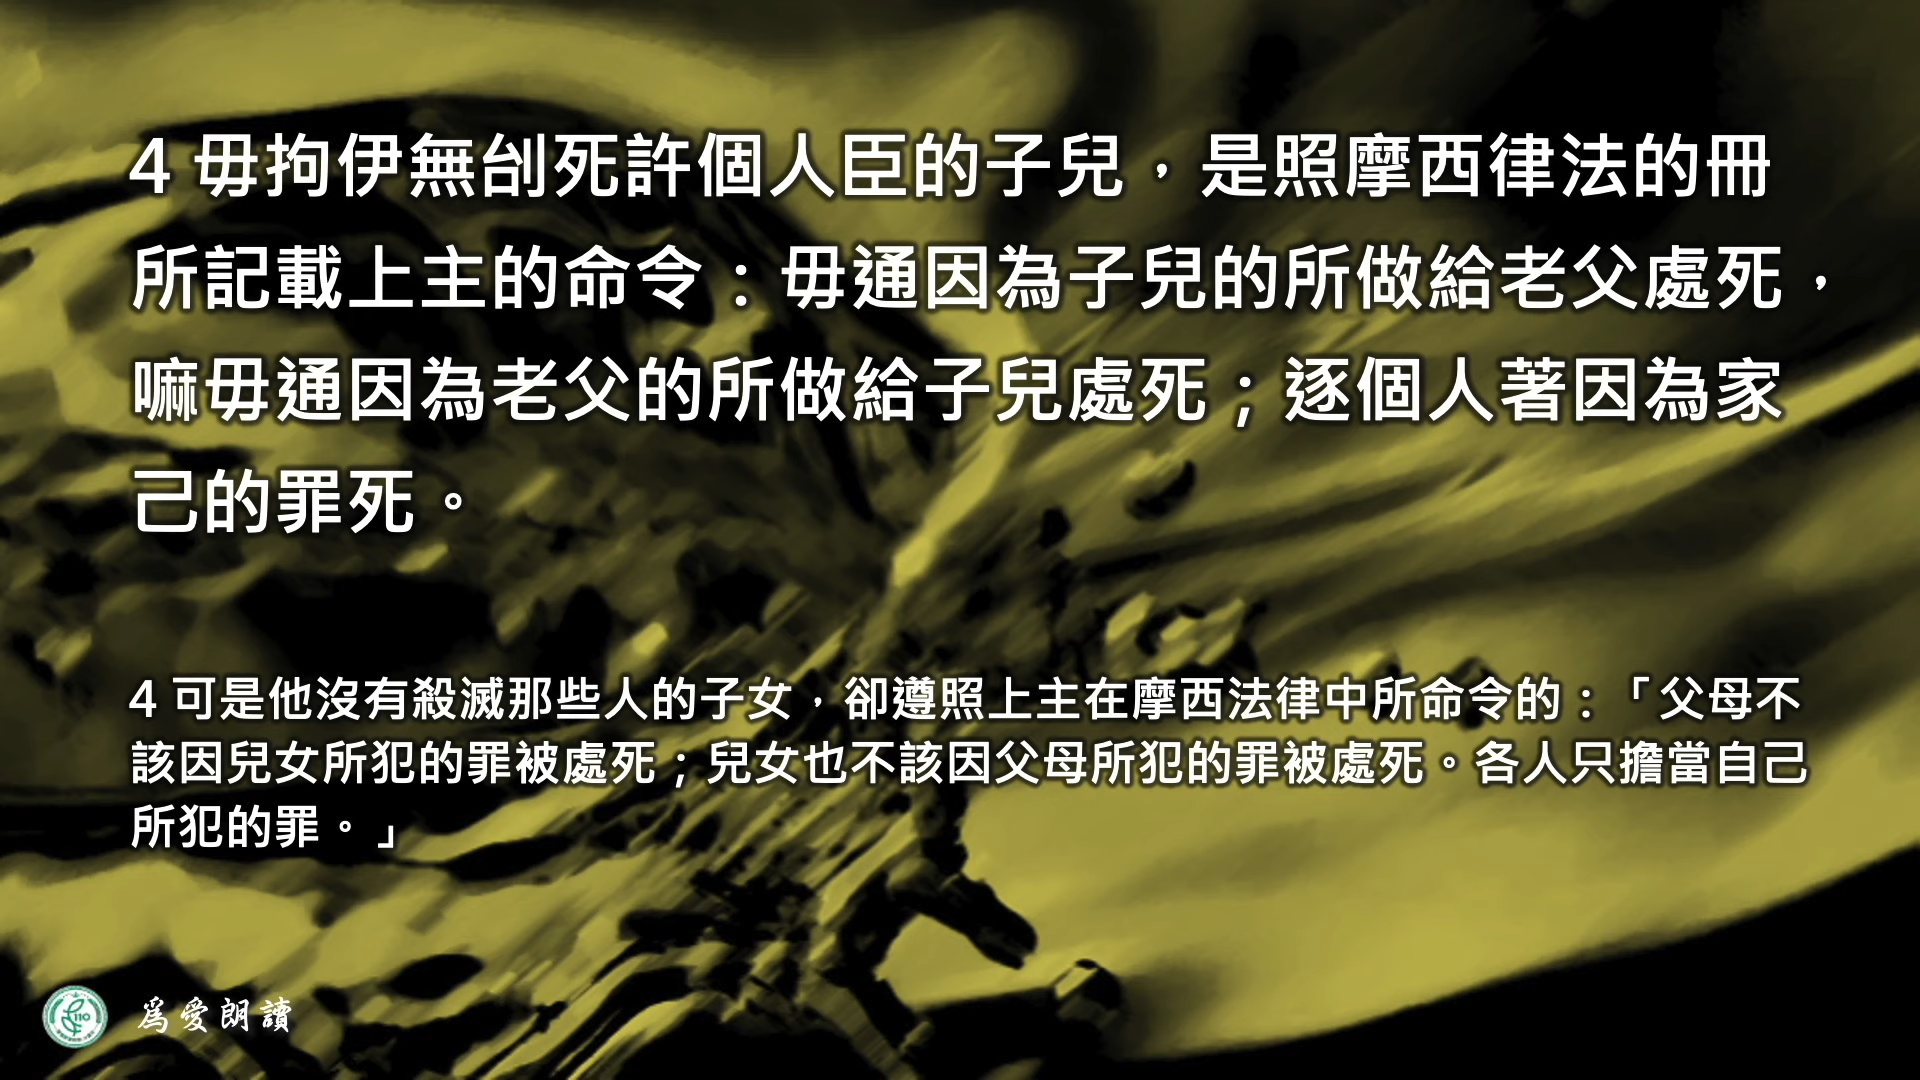 4 毋拘伊無刣死許個人臣的子兒，是照摩西律法的冊
所記載上主的命令：毋通因為子兒的所做給老父處死，
嘛毋通因為老父的所做給子兒處死；逐個人著因為家
己的罪死。
4 可是他沒有殺滅那些人的子女，卻遵照上主在摩西法律中所命令的：「父母不
該因兒女所犯的罪被處死；兒女也不該因父母所犯的罪被處死。各人只擔當自己
所犯的罪。」
110
為愛朗讀